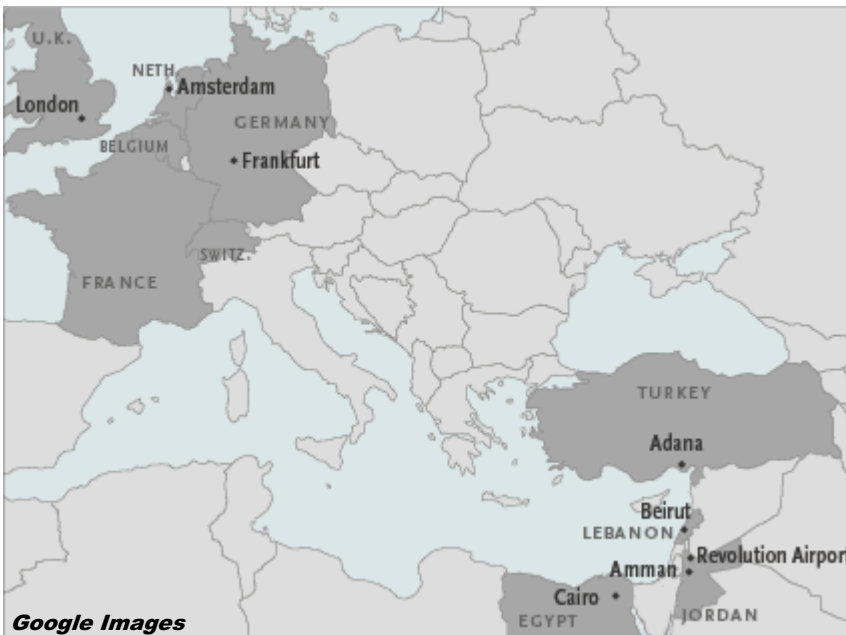 U.K.
NETH
Amsterdam
London
GERMANY
BELGIUM
Frankfurt
SWITZ.
FRANCE
TURKEY
Adana
Beirut
LEBANON
Revolution Airport
Amman
Cairo
JORDAN
EGYPT
Google Images